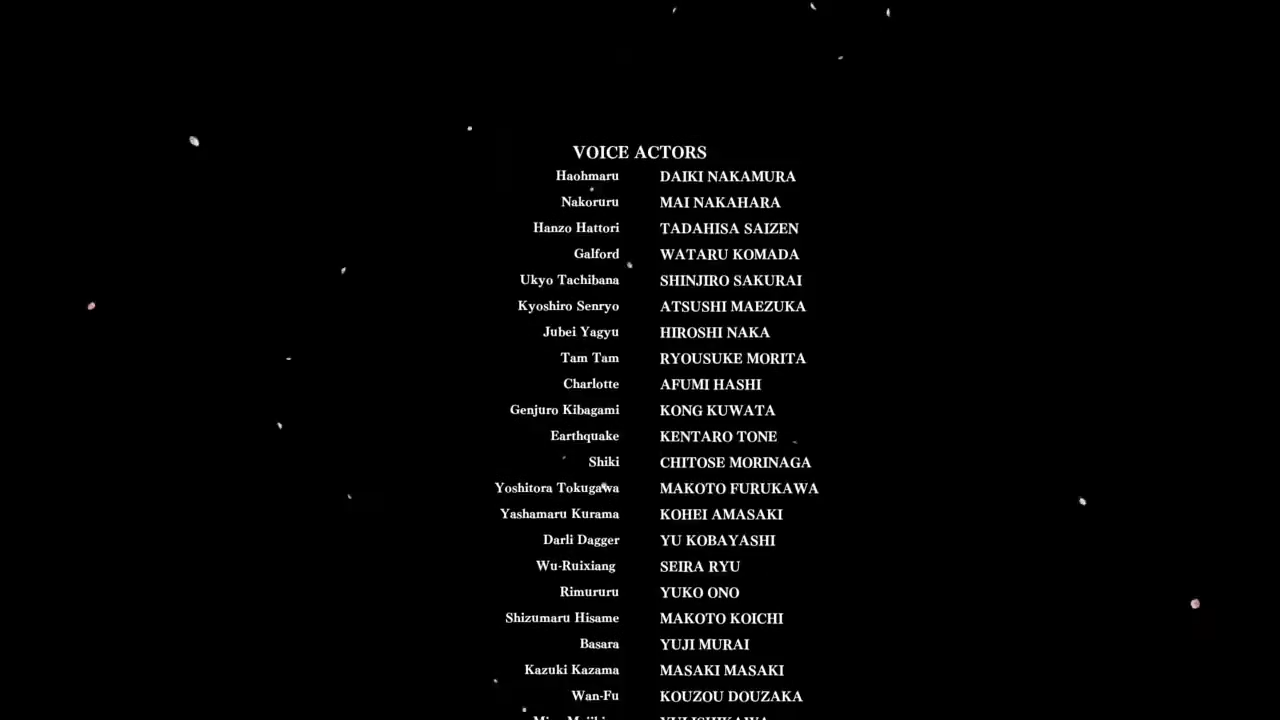 VOICE ACTORS
Haohmaru DAIKI NAKAMURA
Nakoruru MAI NAKAHARA
Hanzo Hattori TADAHISA SAIZEN
Galford WATARU KOMADA
Ukyo Tachibana SHINJIRO SAKURAI
Kyoshiro Senryo ATSUSHI MAEZUKA
Jubei Yagyu HIROSHI NAKA
Tam Tam RYOUSUKE MORITA
Charlotte AFUMI HASHI
Genjuro Kibagami KONG KUWATA
Earthquake KENTARO TONE
Shiki CHITOSE MORINAGA
Yoshitora Tokugawa MAKOTO FURUKAWA
Yashamaru Kurama KOHEI AMASAKI
Darli Dagger YU KOBAYASHI
Wu-Ruixiang SEIRA RYU
Rimururu YUKO ONO
Shizumaru Hisame MAKOTO KOICHI
Basara YUJI MURAI
Kazuki Kazama MASAKI MASAKI
Wan-Fu KOUZOU DOUZAKA